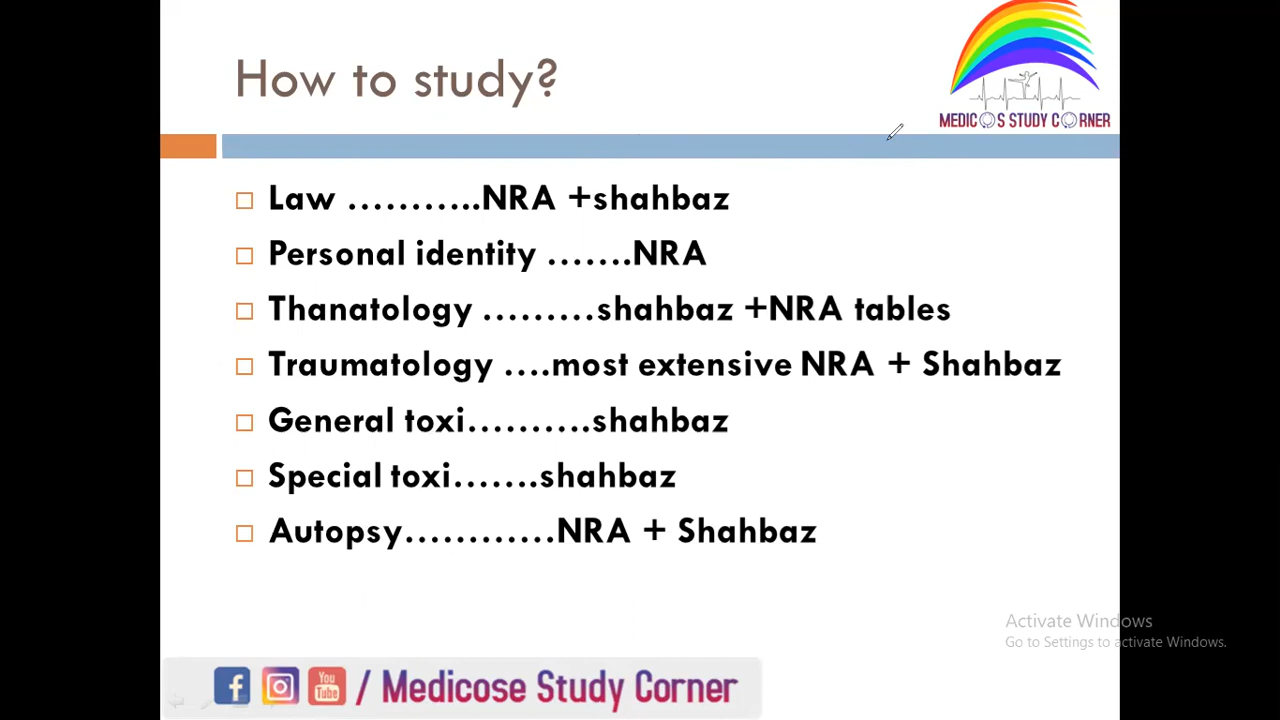 How to study?
MEDICOS STUDY CORNER
Law ………..NRA +shahbaz
Personal identity …….NRA
Thanatology ………shahbaz +NRA tables
Traumatology ….most extensive NRA + Shahbaz
General toxi……….shahbaz
Special toxi…….shahbaz
Autopsy…………NRA + Shahbaz
Activate Windows
Go to Settings to activate Windows.
You Tube / Medicose Study Corner